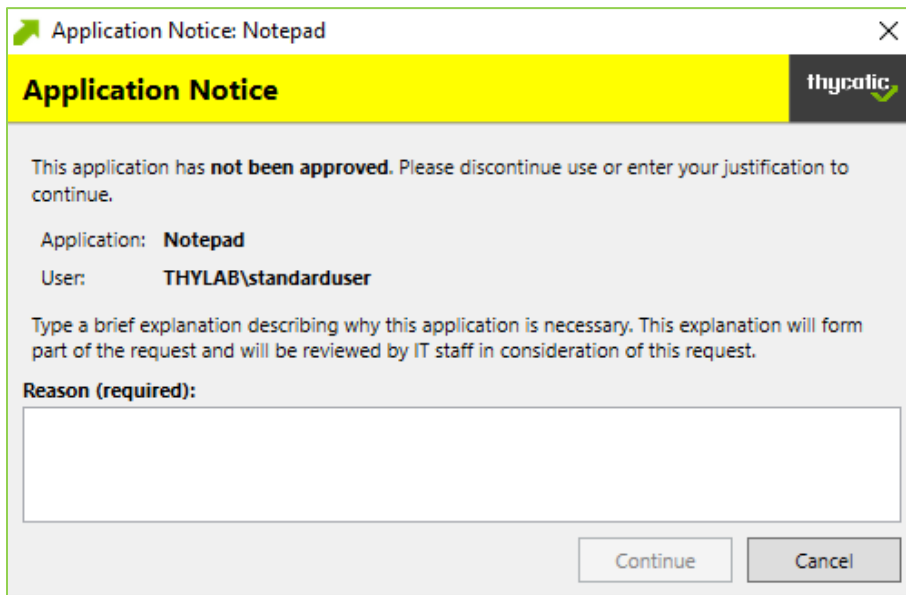 Application Notice: Notepad
Application Notice
thycotic
This application has not been approved. Please discontinue use or enter your justification to
continue.
Application: Notepad
User: THYLAB\standarduser
Type a brief explanation describing why this application is necessary. This explanation will form
part of the request and will be reviewed by IT staff in consideration of this request.
Reason (required):
Continue Cancel